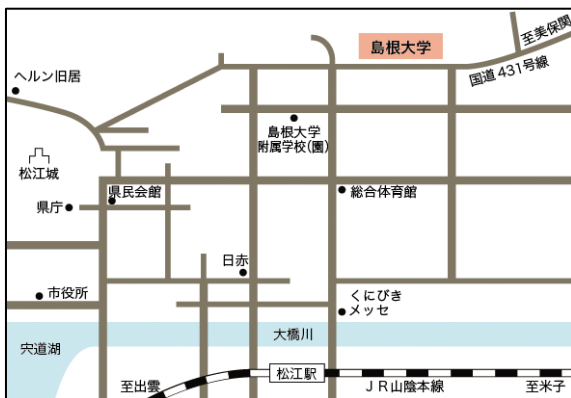 島根大学
至美保関
国道431号線
ヘルン旧居
島根大学
附属学校(園)
松江城
県民会館
総合体育館
県庁
日赤
市役所
くにびき
メッセ
大橋川
宍道湖
松江駅
至出雲
JR山陰本線
至米子